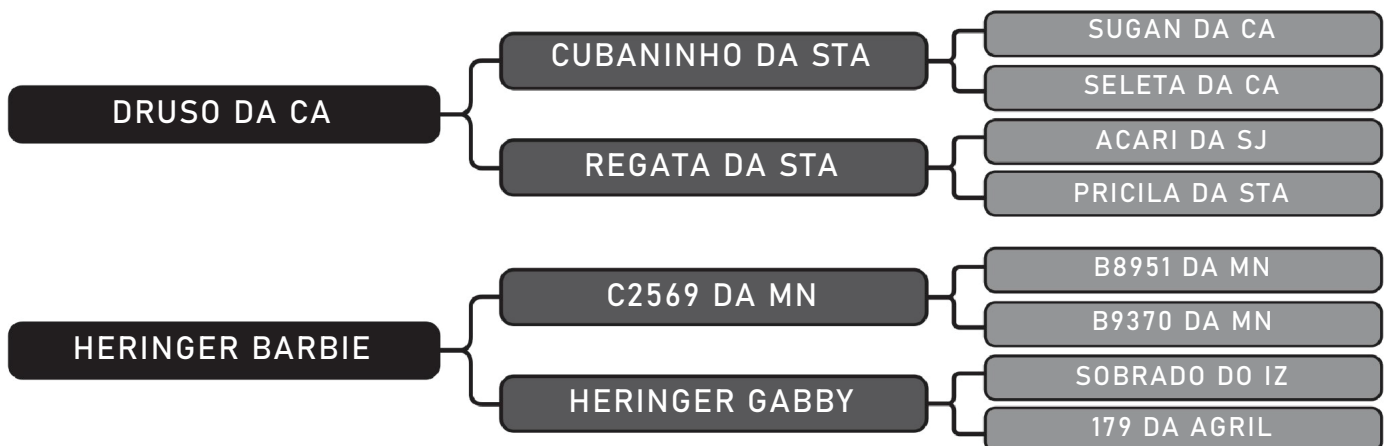 DRUSO DA CA
CUBANINHO DA STA
SUGAN DA CA
SELETA DA CA
REGATA DA STA
ACARI DA SJ
PRICILA DA STA
HERINGER BARBIE
C2569 DA MN
B8951 DA MN
B9370 DA MN
HERINGER GABBY
SOBRADO DO IZ
179 DA AGRIL